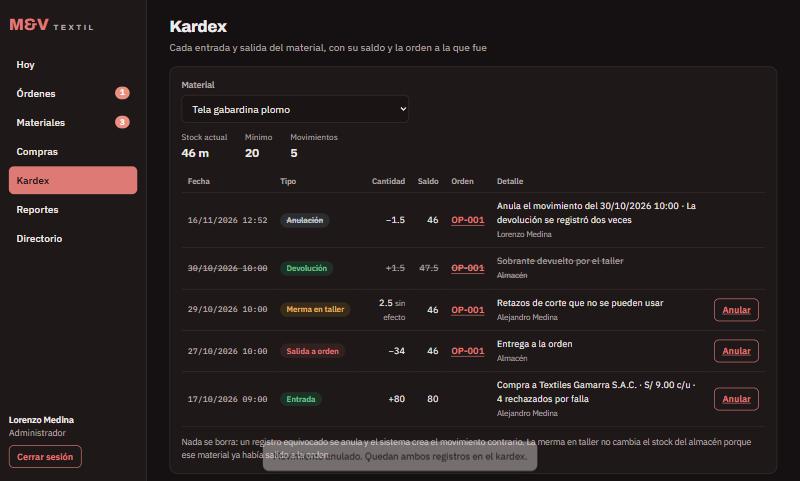 M&V TEXTIL
Hoy
Órdenes 1
Materiales 3
Compras
Kardex
Reportes
Directorio
Lorenzo Medina
Administrador
Cerrar sesión
Kardex
Cada entrada y salida del material, con su saldo y la orden a la que fue
Material
Tela gabardina plomo
Stock actual Mínimo Movimientos
46 m 20 5
Fecha Tipo Cantidad Saldo Orden Detalle
16/11/2026 12:52 Anulación −1.5 46 OP-001 Anula el movimiento del 30/10/2026 10:00 · La
devolución se registró dos veces
Lorenzo Medina
30/10/2026 10:00 Devolución +1.5 47.5 OP-001 Sobrante devuelto por el taller
Almacén
29/10/2026 10:00 Merma en taller 2.5 sin
efecto 46 OP-001 Retazos de corte que no se pueden usar
Alejandro Medina
Anular
27/10/2026 10:00 Salida a orden −34 46 OP-001 Entrega a la orden
Almacén
Anular
17/10/2026 09:00 Entrada +80 80 Compra a Textiles Gamarra S.A.C. · S/ 9.00 c/u ·
4 rechazados por falla
Alejandro Medina
Anular
Nada se borra: un registro equivocado se anula y el sistema crea el movimiento contrario. La merma en taller no cambia el stock del almacén porque
ese material ya había salido a la orden.
anulado. Quedan ambos registros en el kardex.